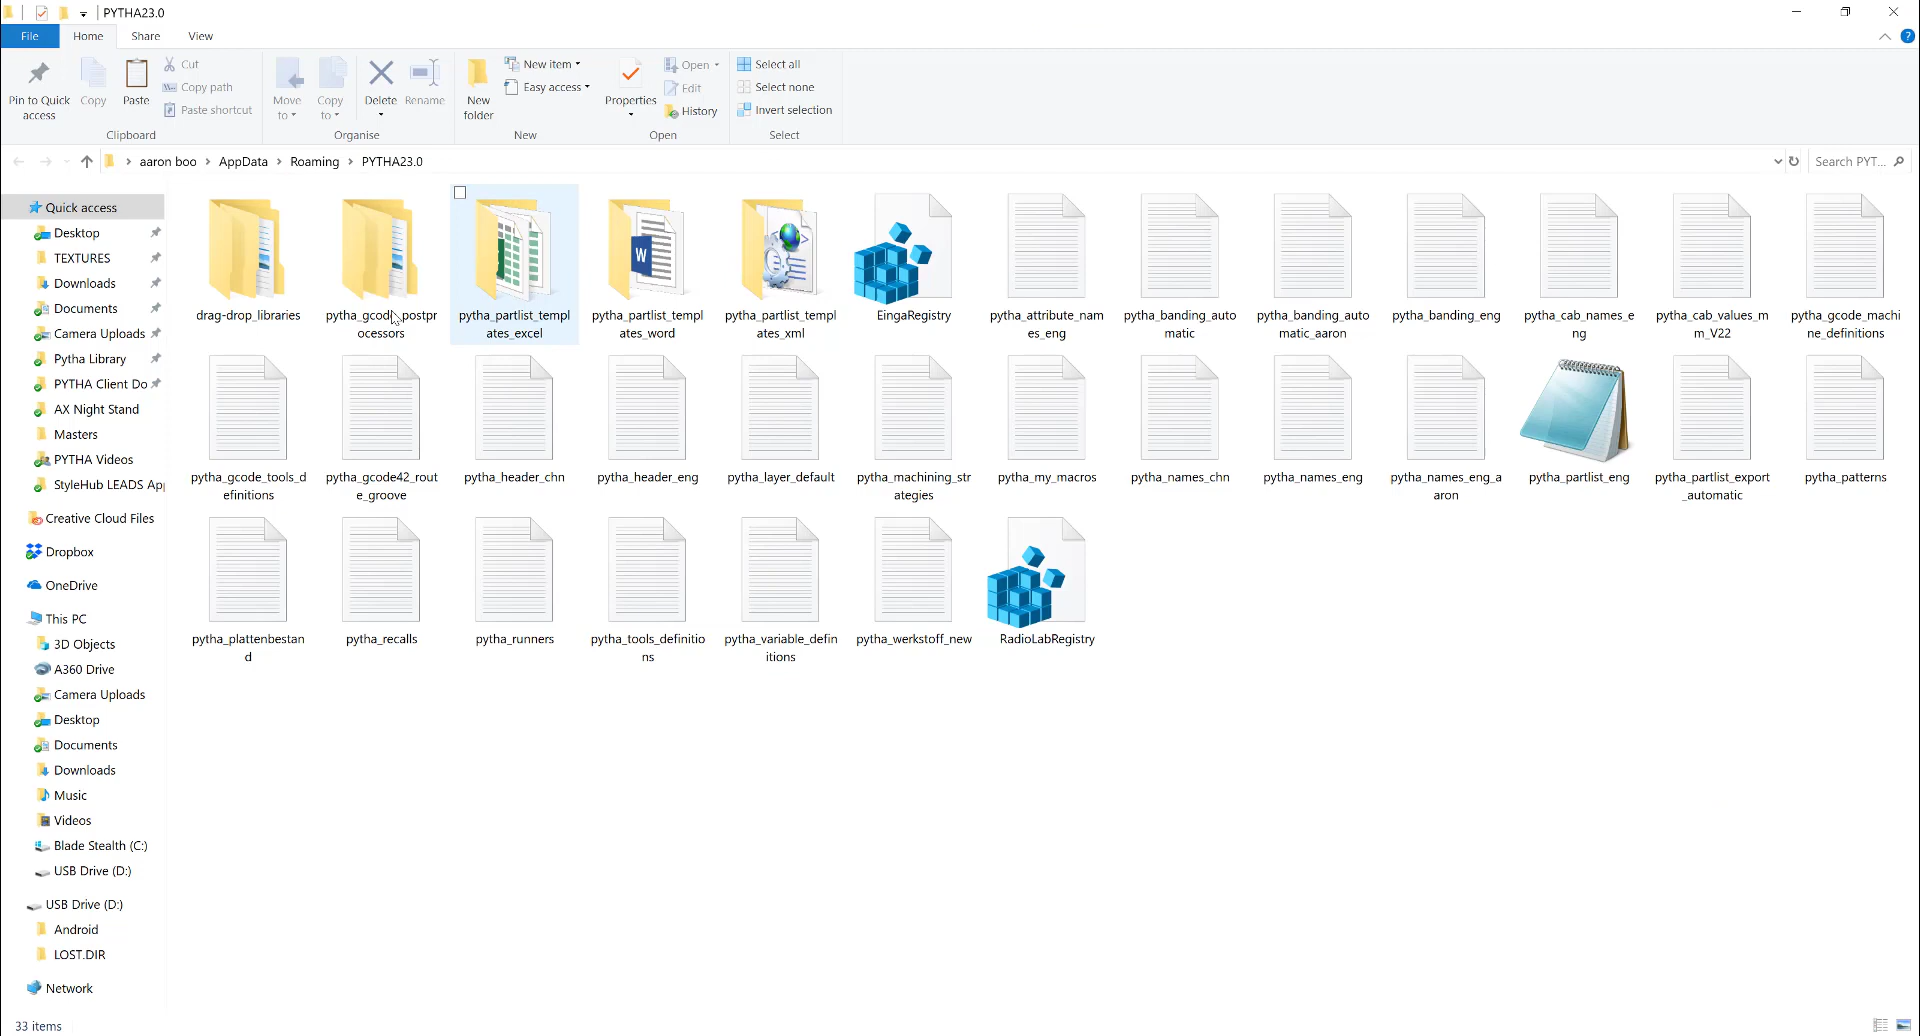 PYTHA23.0
File Home Share View
Pin to Quick access
Copy
Paste
Cut
Copy path
Paste shortcut
Clipboard
Move to
Copy to
Delete
Rename
Organise
New folder
New item
Easy access
New
Properties
Open
Edit
History
Open
Select all
Select none
Invert selection
Select
aaron boo > AppData > Roaming > PYTHA23.0
Search PYT...
Quick access
Desktop
TEXTURES
Downloads
Documents
Camera Uploads
Pytha Library
PYTHA Client Do
AX Night Stand
Masters
PYTHA Videos
StyleHub LEADS App
Creative Cloud Files
Dropbox
OneDrive
This PC
3D Objects
A360 Drive
Camera Uploads
Desktop
Documents
Downloads
Music
Videos
Blade Stealth (C:)
USB Drive (D:)
USB Drive (D:)
Android
LOST.DIR
Network
drag-drop_libraries
pytha_gcode_postpr
ocessors
pytha_partlist_templ
ates_excel
W
pytha_partlist_templ
ates_word
pytha_partlist_templ
ates_xml
EingaRegistry
pytha_attribute_nam
es_eng
pytha_banding_auto
matic
pytha_banding_auto
matic_aaron
pytha_banding_eng
pytha_cab_names_e
ng
pytha_cab_values_m
m_V22
pytha_gcode_machi
ne_definitions
pytha_gcode_tools_d
efinitions
pytha_gcode42_rout
e_groove
pytha_header_chn
pytha_header_eng
pytha_layer_default
pytha_machining_str
ategies
pytha_my_macros
pytha_names_chn
pytha_names_eng
pytha_names_eng_a
aron
pytha_partlist_eng
pytha_partlist_export
_automatic
pytha_patterns
pytha_plattenbestan
d
pytha_recalls
pytha_runners
pytha_tools_definitio
ns
pytha_variable_defin
itions
pytha_werkstoff_new
RadioLabRegistry
33 items